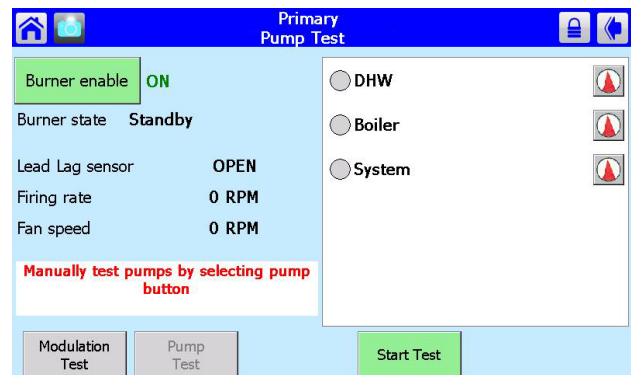 Primary
Pump Test
Burner enable ON
Burner state Standby
Lead Lag sensor OPEN
Firing rate 0 RPM
Fan speed 0 RPM
Manually test pumps by selecting pump
button
DHW
Boiler
System
Modulation
Test
Pump
Test
Start Test